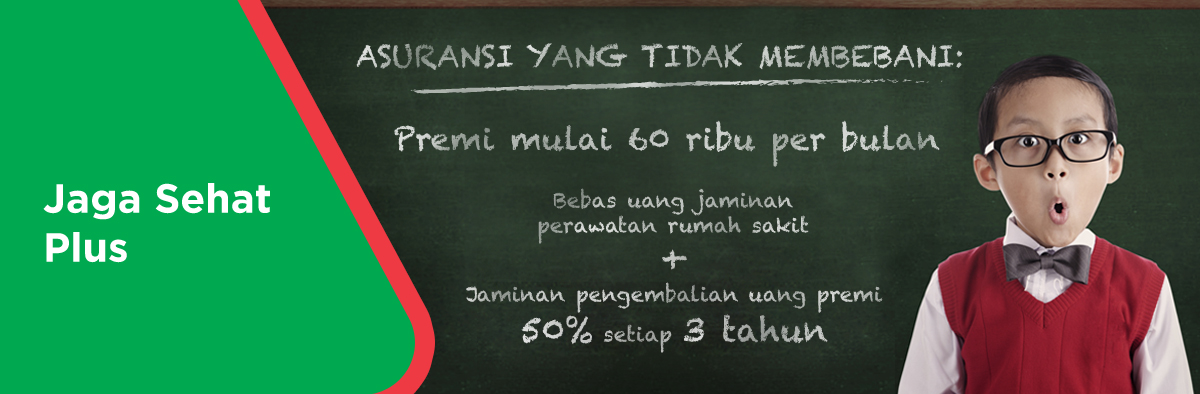 Jaga Sehat
Plus
ASURANSI YANG TIDAK MEMBEBANI:
Premi mulai 60 ribu per bulan
Bebas uang jaminan
perawatan rumah sakit
+
Jaminan pengembalian uang premi
50% setiap 3 tahun